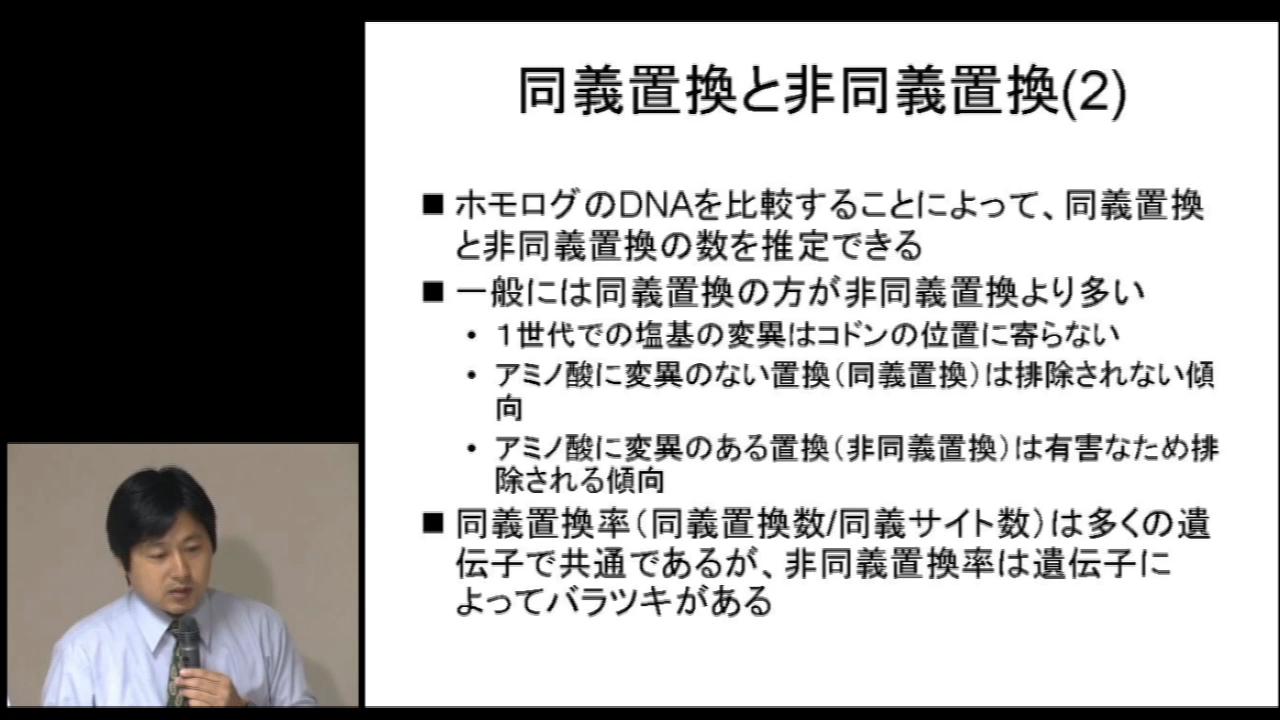 同義置換と非同義置換(2)
■ ホモログのDNAを比較することによって、同義置換
と非同義置換の数を推定できる
■ 一般には同義置換の方が非同義置換より多い
• １世代での塩基の変異はコドンの位置に寄らない
• アミノ酸に変異のない置換（同義置換）は排除されない傾
向
• アミノ酸に変異のある置換（非同義置換）は有害なため排
除される傾向
■ 同義置換率（同義置換数/同義サイト数）は多くの遺
伝子で共通であるが、非同義置換率は遺伝子に
よってバラツキがある